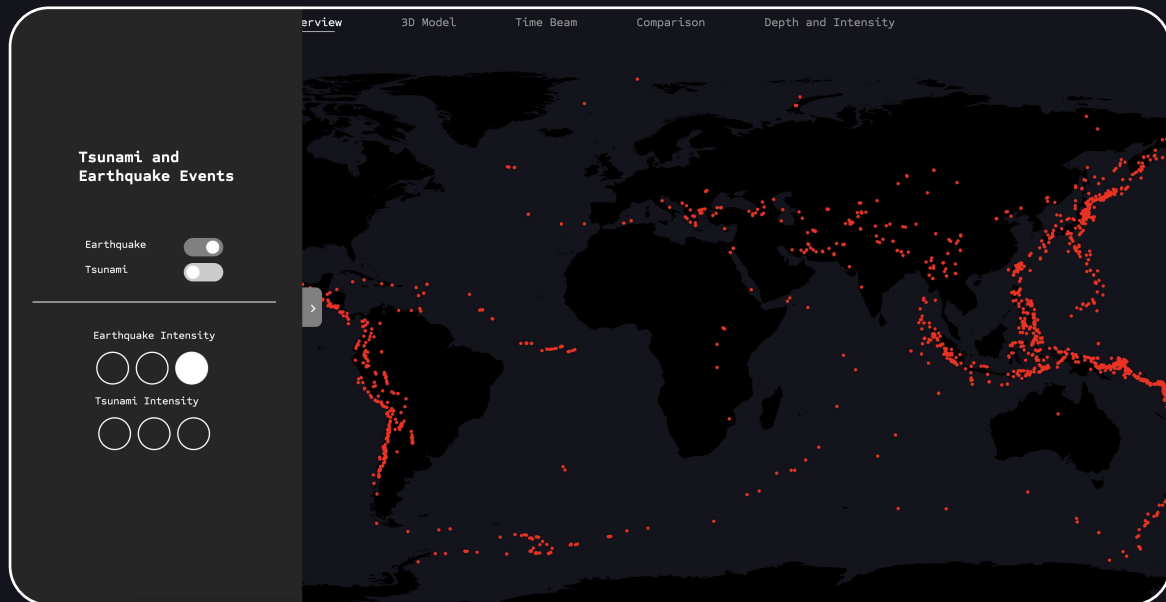 erview 3D Model Time Beam Comparison Depth and Intensity
Tsunami and
Earthquake Events
Earthquake
Tsunami
Earthquake Intensity
Tsunami Intensity